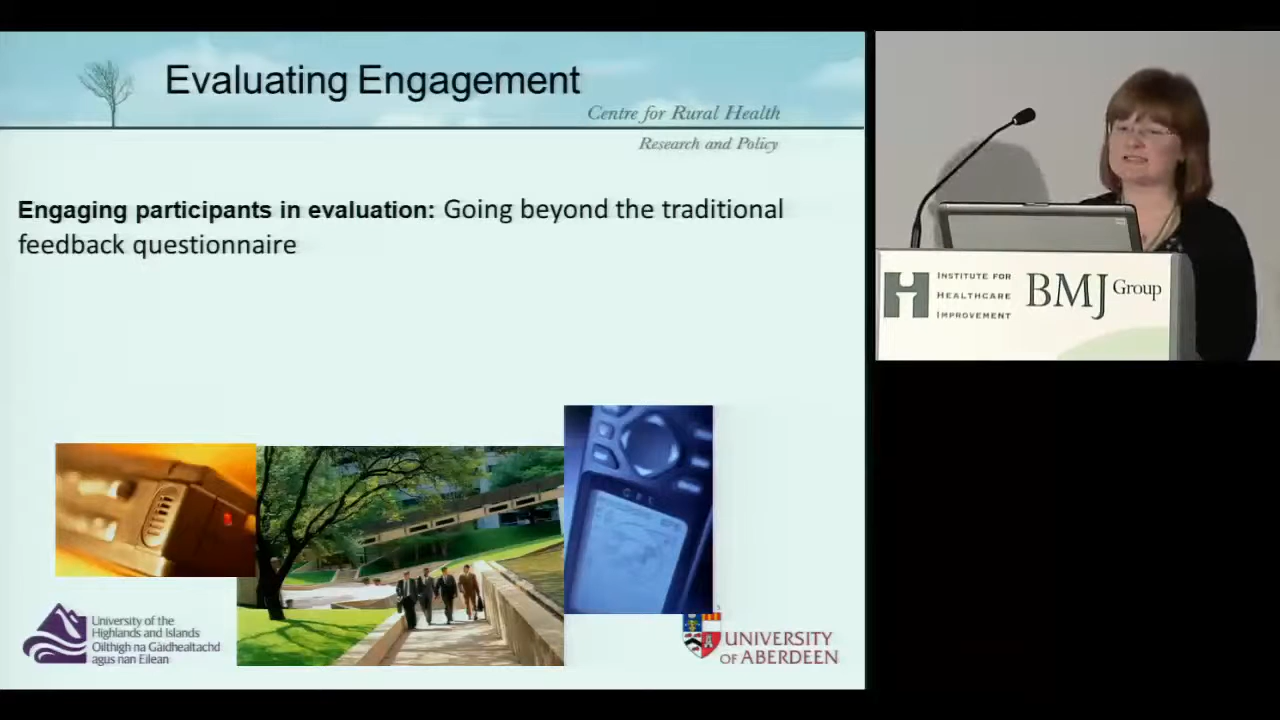 Evaluating Engagement
Centre for Rural Health
Research and Policy
Engaging participants in evaluation: Going beyond the traditional
feedback questionnaire
University of the
Highlands and Islands
Oilthigh na Gàidhealtachd
agus nan Eilean
UNIVERSITY
OF ABERDEEN
INSTITUTE FOR
HEALTHCARE
IMPROVEMENT
BMJ Group